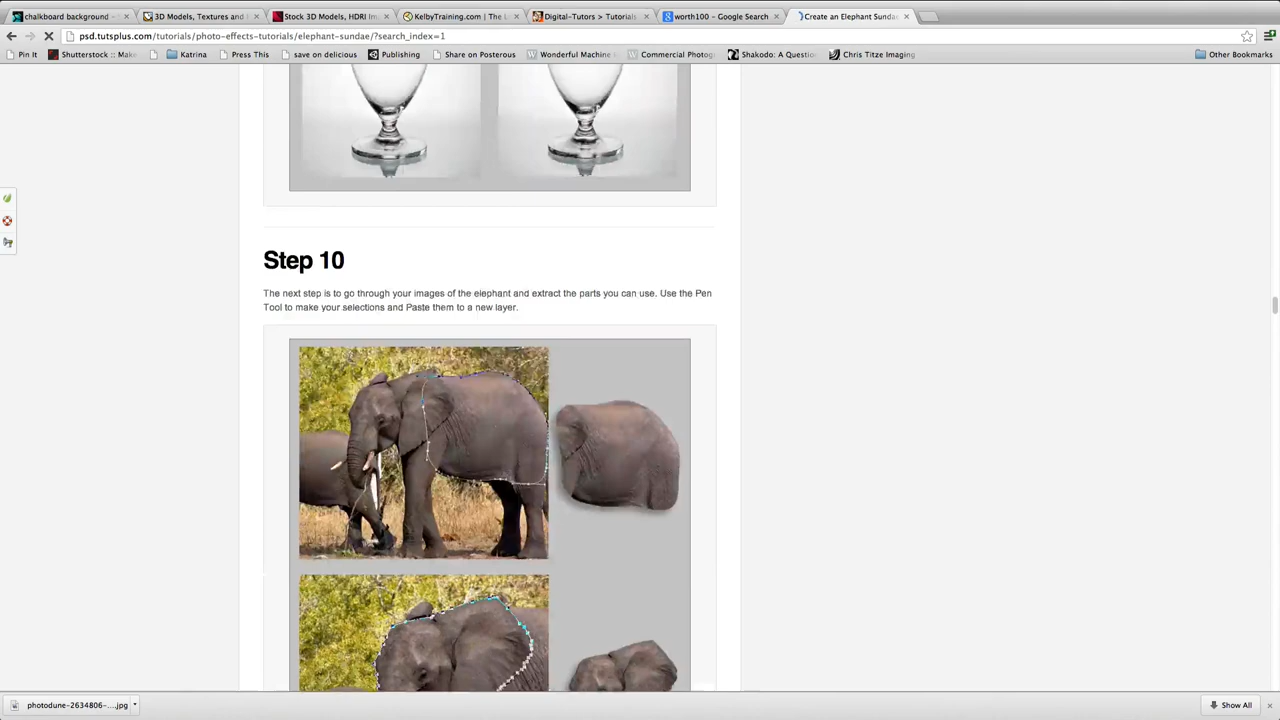 chalkboard background -
3D Models, Textures and
Stock 3D Models, HDRI Im
KelbyTraining.com | The L
Digital-Tutors > Tutorials
worth100 - Google Search
Create an Elephant Sunda
psd.tutsplus.com/tutorials/photo-effects-tutorials/elephant-sundae/?search_index=1
Pin It
Shutterstock :: Make
Katrina
Press This
save on delicious
Publishing
Share on Posterous
Wonderful Machine
Commercial Photog
Shakodo: A Questio
Chris Titze Imaging
Other Bookmarks
Step 10
The next step is to go through your images of the elephant and extract the parts you can use. Use the Pen
Tool to make your selections and Paste them to a new layer.
photodune-2634806-....jpg
Show All